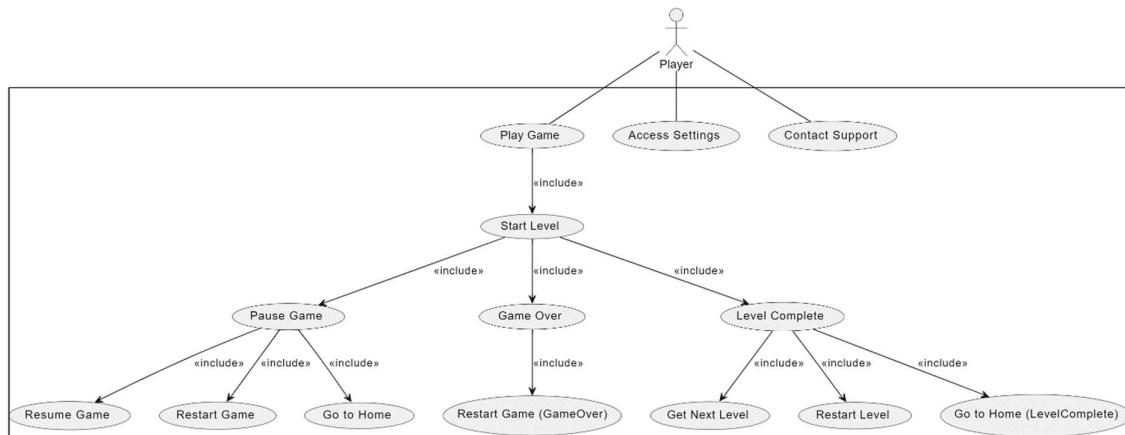 Player
Play Game
Access Settings
Contact Support
«include»
Start Level
«include»
«include»
«include»
Pause Game
Game Over
Level Complete
«include»
«include»
«include»
«include»
«include»
«include»
«include»
Resume Game
Restart Game
Go to Home
Restart Game (GameOver)
Get Next Level
Restart Level
Go to Home (LevelComplete)